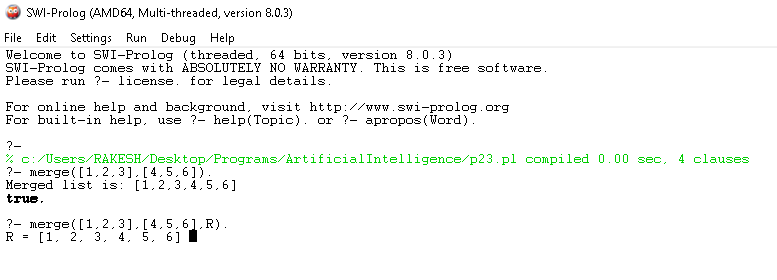 SWI-Prolog (AMD64, Multi-threaded, version 8.0.3)
File Edit Settings Run Debug Help
Welcome to SWI-Prolog (threaded, 64 bits, version 8.0.3)
SWI-Prolog comes with ABSOLUTELY NO WARRANTY. This is free software.
Please run ?- license. for legal details.
For online help and background, visit http://www.swi-prolog.org
For built-in help, use ?- help(Topic). or ?- apropos(Word).
?-
% c:/Users/RAKESH/Desktop/Programs/ArtificialIntelligence/p23.pl compiled 0.00 sec, 4 clauses
?- merge([1,2,3],[4,5,6]).
Merged list is: [1,2,3,4,5,6]
true.
?- merge([1,2,3],[4,5,6],R).
R = [1, 2, 3, 4, 5, 6]